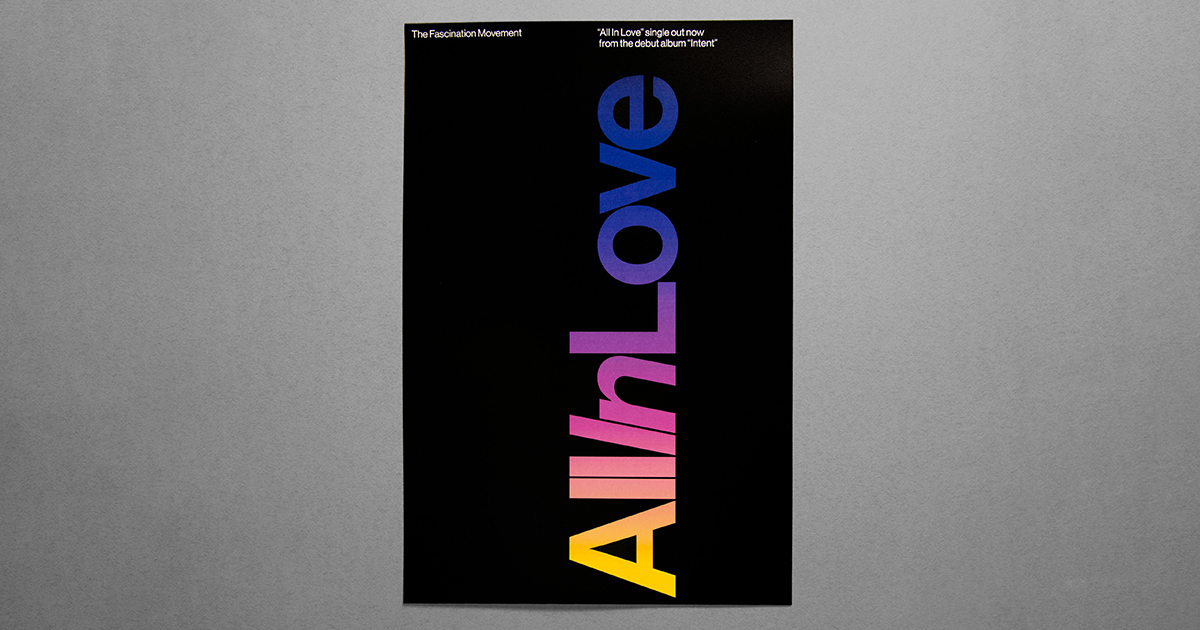 The Fascination Movement
“All In Love” single out now
from the debut album “Intent”
AllInLove